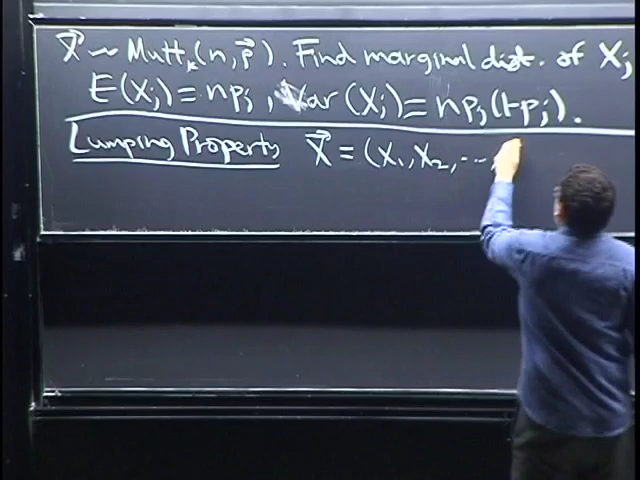 X⃗ ~ Mult_k(n, p⃗). Find marginal dist. of X_j
E(X_j) = np_j, Var(X_j) = np_j(1-p_j).
Lumping Property X⃗ = (X_1, X_2, ...,